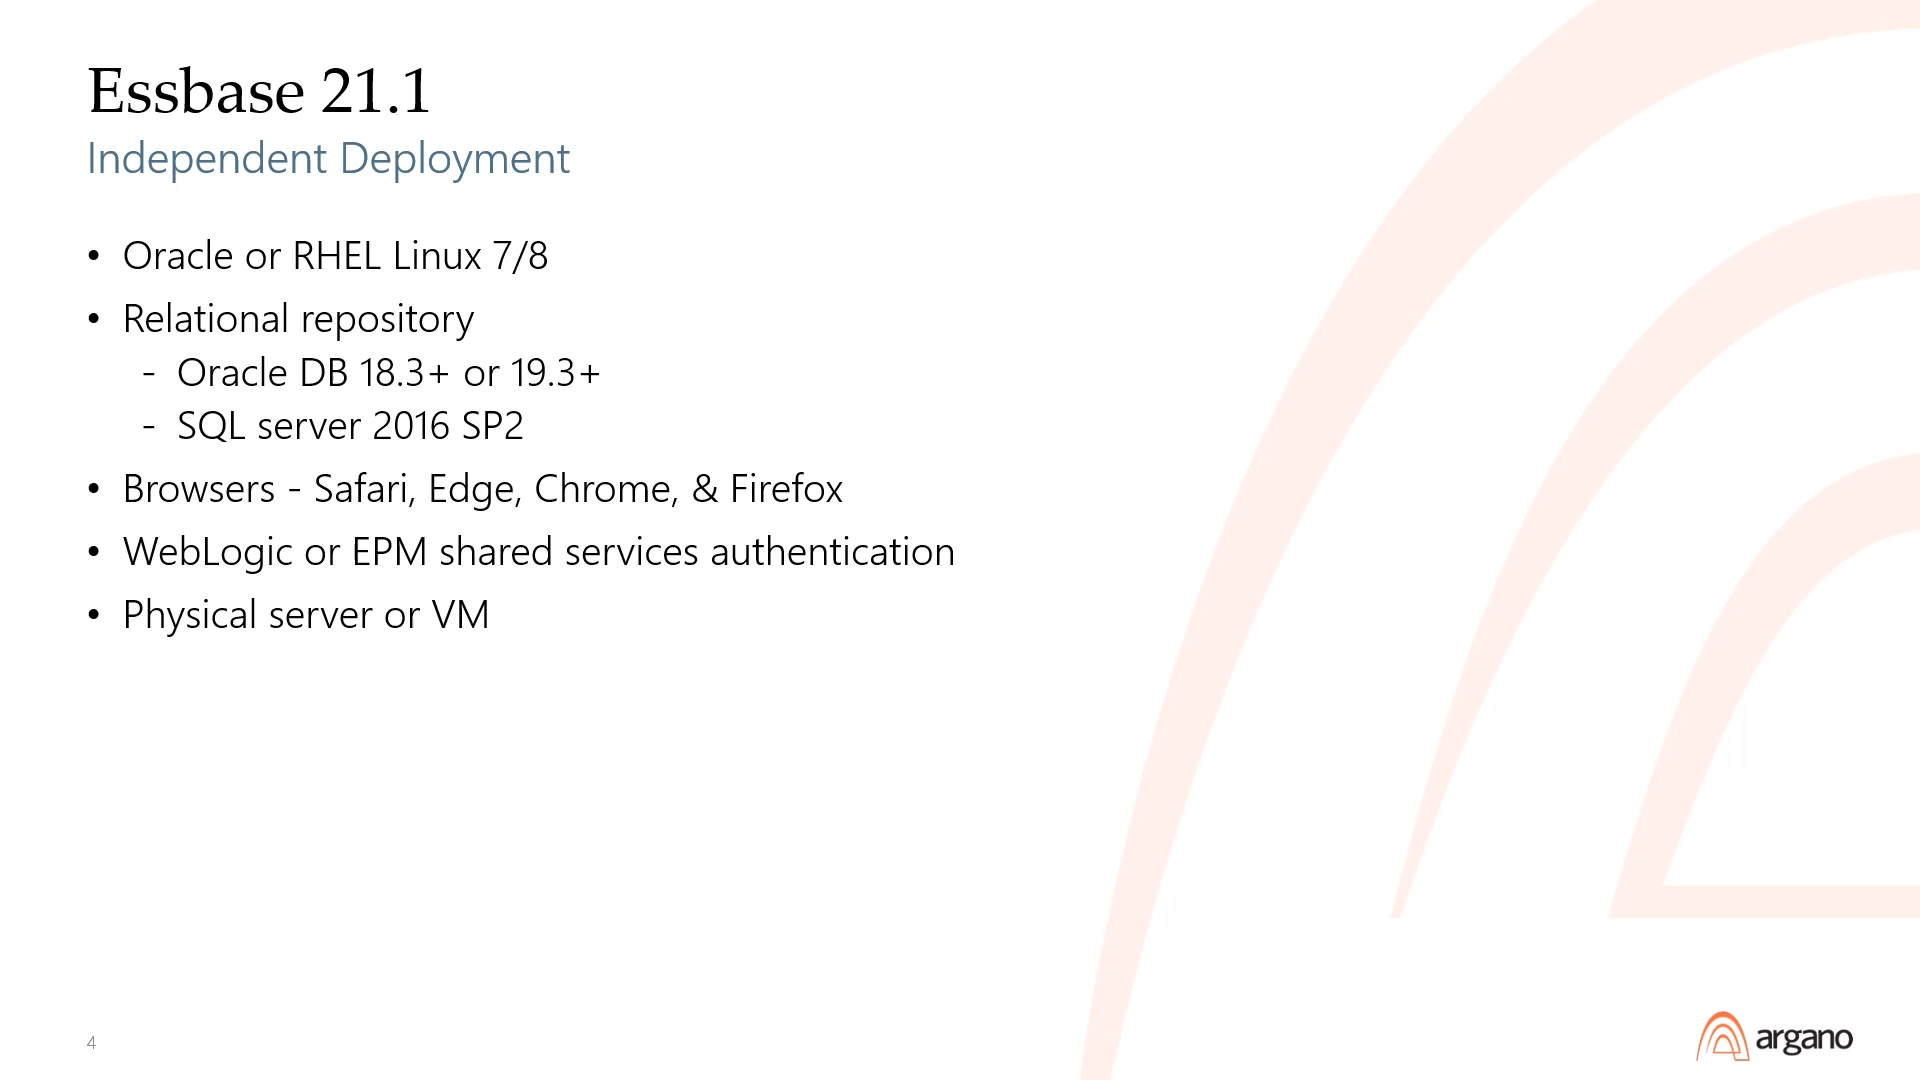 Essbase 21.1
Independent Deployment
• Oracle or RHEL Linux 7/8
• Relational repository
- Oracle DB 18.3+ or 19.3+
- SQL server 2016 SP2
• Browsers - Safari, Edge, Chrome, & Firefox
• WebLogic or EPM shared services authentication
• Physical server or VM
4
argano